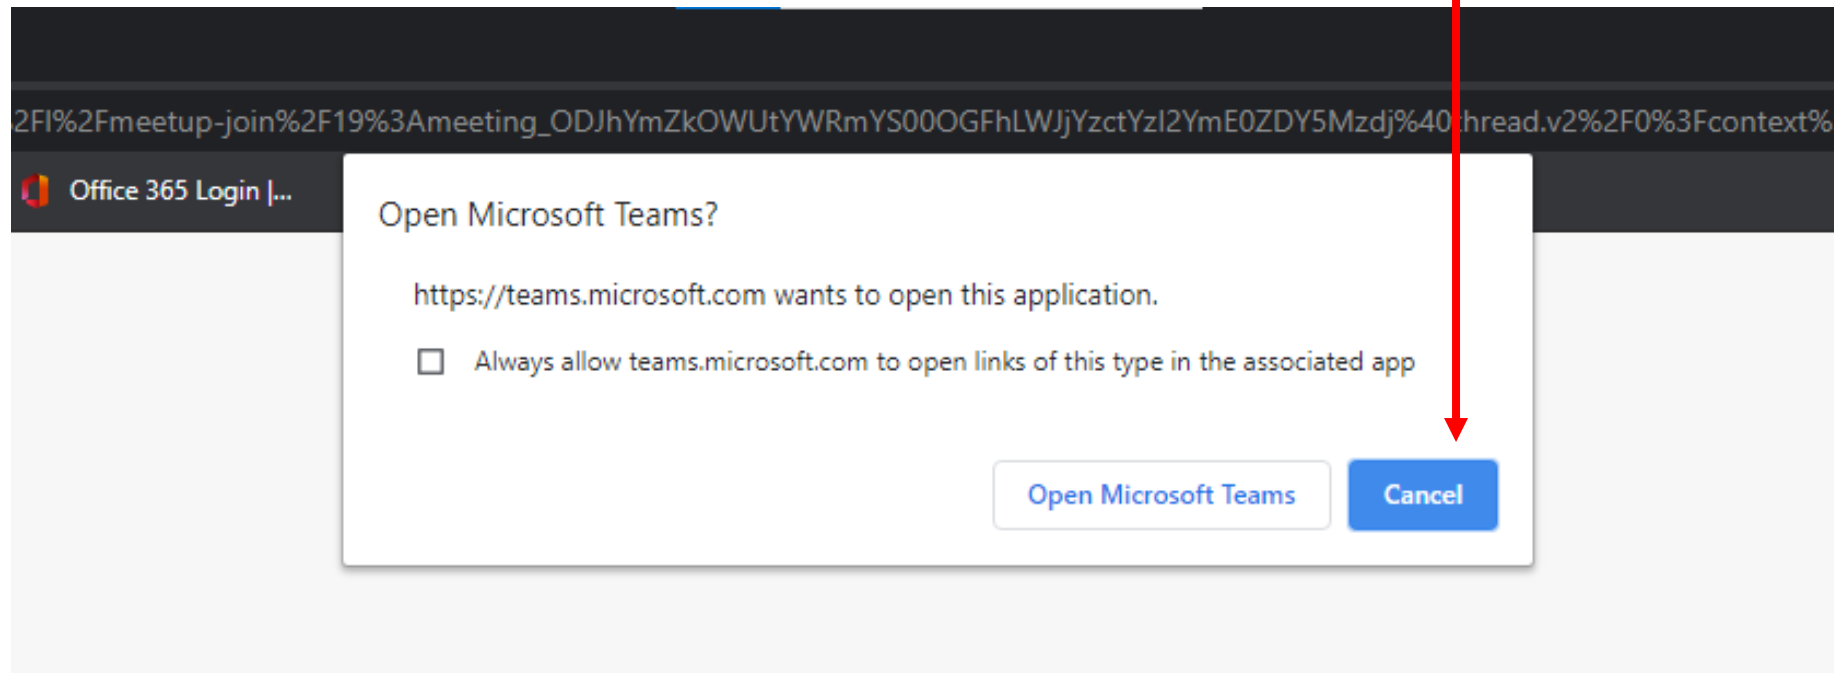 2Fl%2Fmeetup-join%2F19%3Ameeting_ODJhYmZkOWUtYWRmYS00OGFhLWJjYzctYzI2YmE0ZDY5Mzdj%40thread.v2%2F0%3Fcontext%
Office 365 Login |...
Open Microsoft Teams?
https://teams.microsoft.com wants to open this application.
Always allow teams.microsoft.com to open links of this type in the associated app
Open Microsoft Teams
Cancel